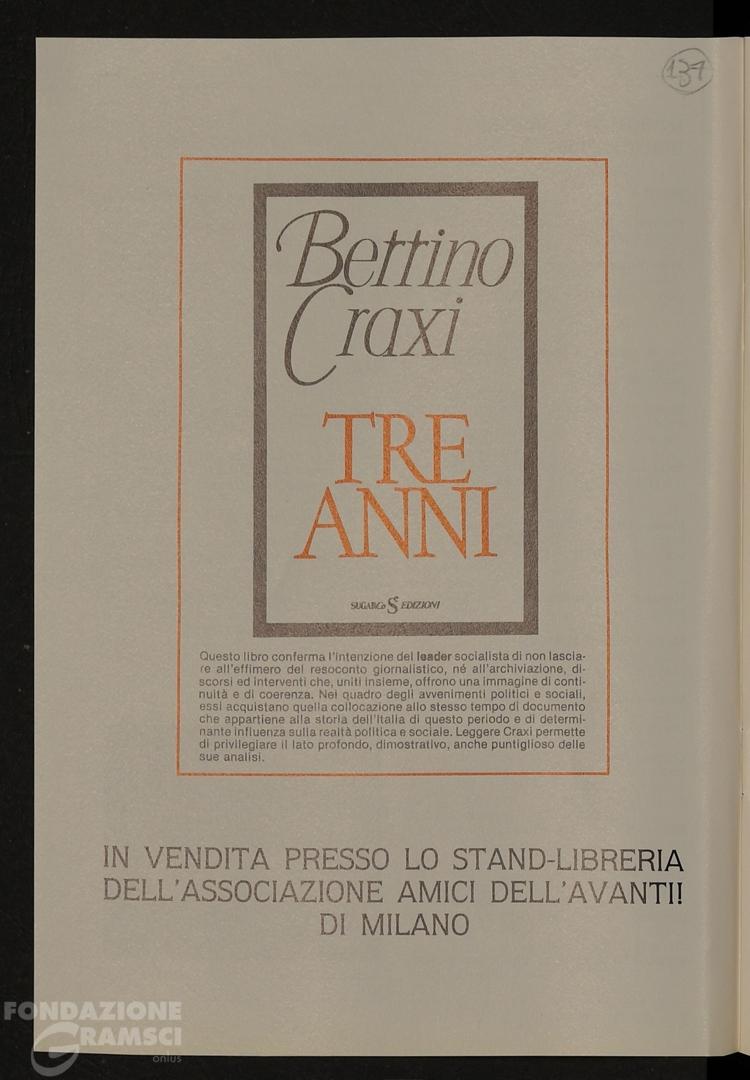 137
Bettino
Craxi
TRE
ANNI
SUGARCo S EDIZIONI
Questo libro conferma l'intenzione del leader socialista di non lascia-
re all'effimero del resoconto giornalistico, né all'archiviazione, di-
scorsi ed interventi che, uniti insieme, offrono una immagine di conti-
nuità e di coerenza. Nel quadro degli avvenimenti politici e sociali,
essi acquistano quella collocazione allo stesso tempo di documento
che appartiene alla storia dell'Italia di questo periodo e di determi-
nante influenza sulla realtà politica e sociale. Leggere Craxi permette
di privilegiare il lato profondo, dimostrativo, anche puntiglioso delle
sue analisi.
IN VENDITA PRESSO LO STAND-LIBRERIA
DELL'ASSOCIAZIONE AMICI DELL'AVANTI!
DI MILANO
FONDAZIONE
GRAMSCI
onlus